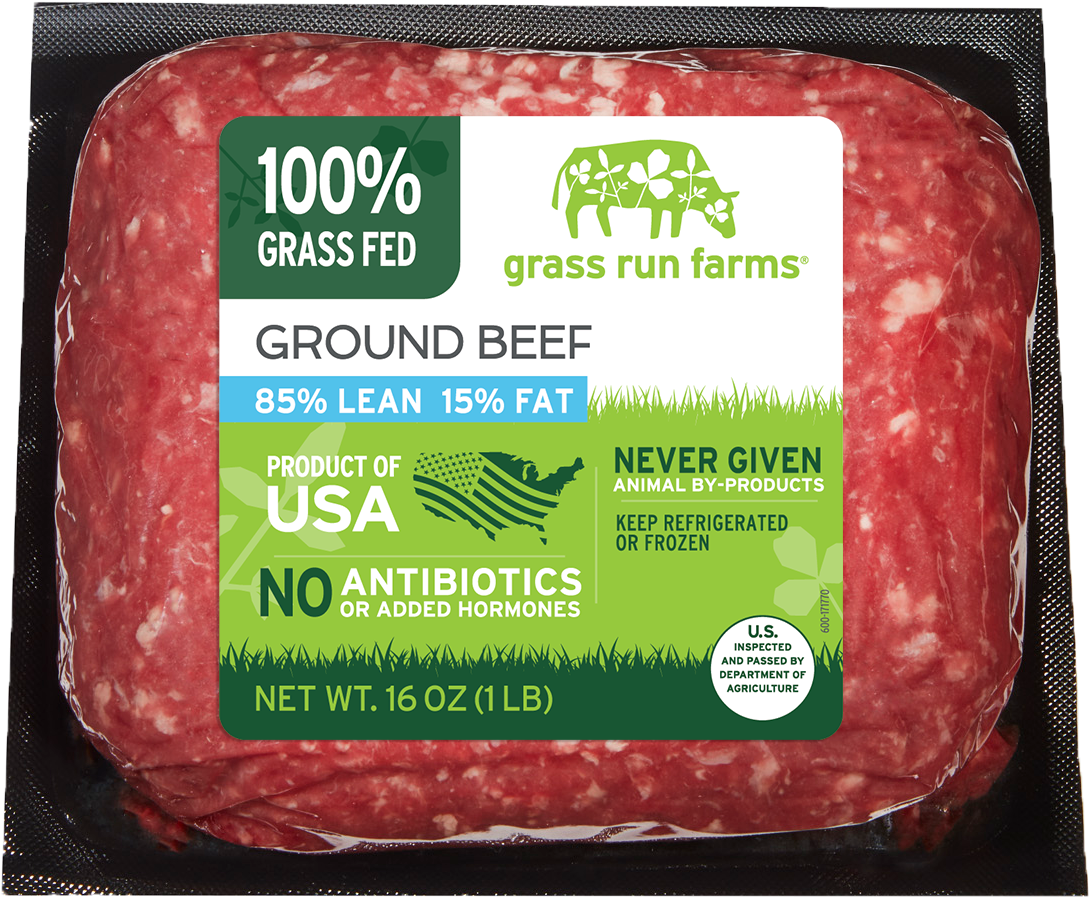 100%
GRASS FED
grass run farms®
GROUND BEEF
85% LEAN 15% FAT
PRODUCT OF
USA
NEVER GIVEN
ANIMAL BY-PRODUCTS
KEEP REFRIGERATED
OR FROZEN
NO ANTIBIOTICS
OR ADDED HORMONES
600-171770
U.S.
INSPECTED
AND PASSED BY
DEPARTMENT OF
AGRICULTURE
NET WT. 16 OZ (1 LB)